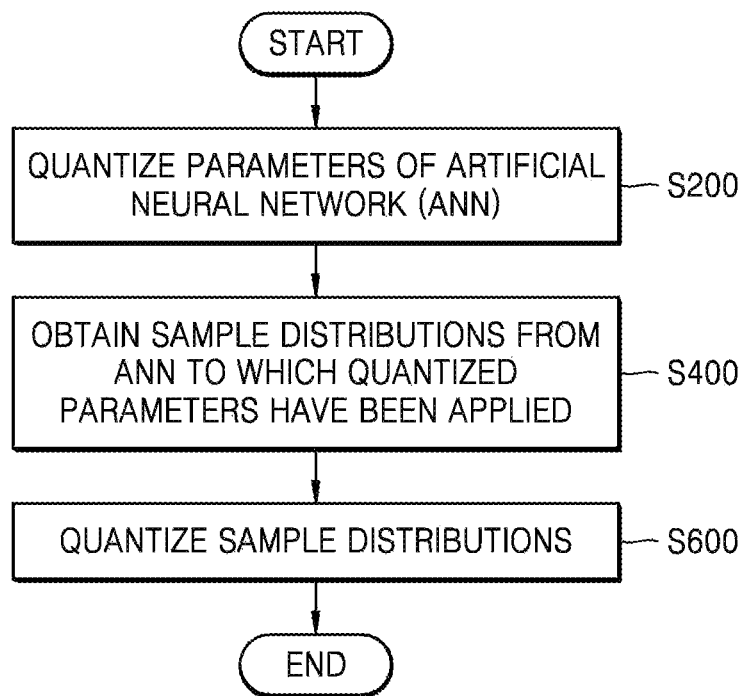 START
QUANTIZE PARAMETERS OF ARTIFICIAL
NEURAL NETWORK (ANN)
S200
OBTAIN SAMPLE DISTRIBUTIONS FROM
ANN TO WHICH QUANTIZED
PARAMETERS HAVE BEEN APPLIED
S400
QUANTIZE SAMPLE DISTRIBUTIONS
S600
END